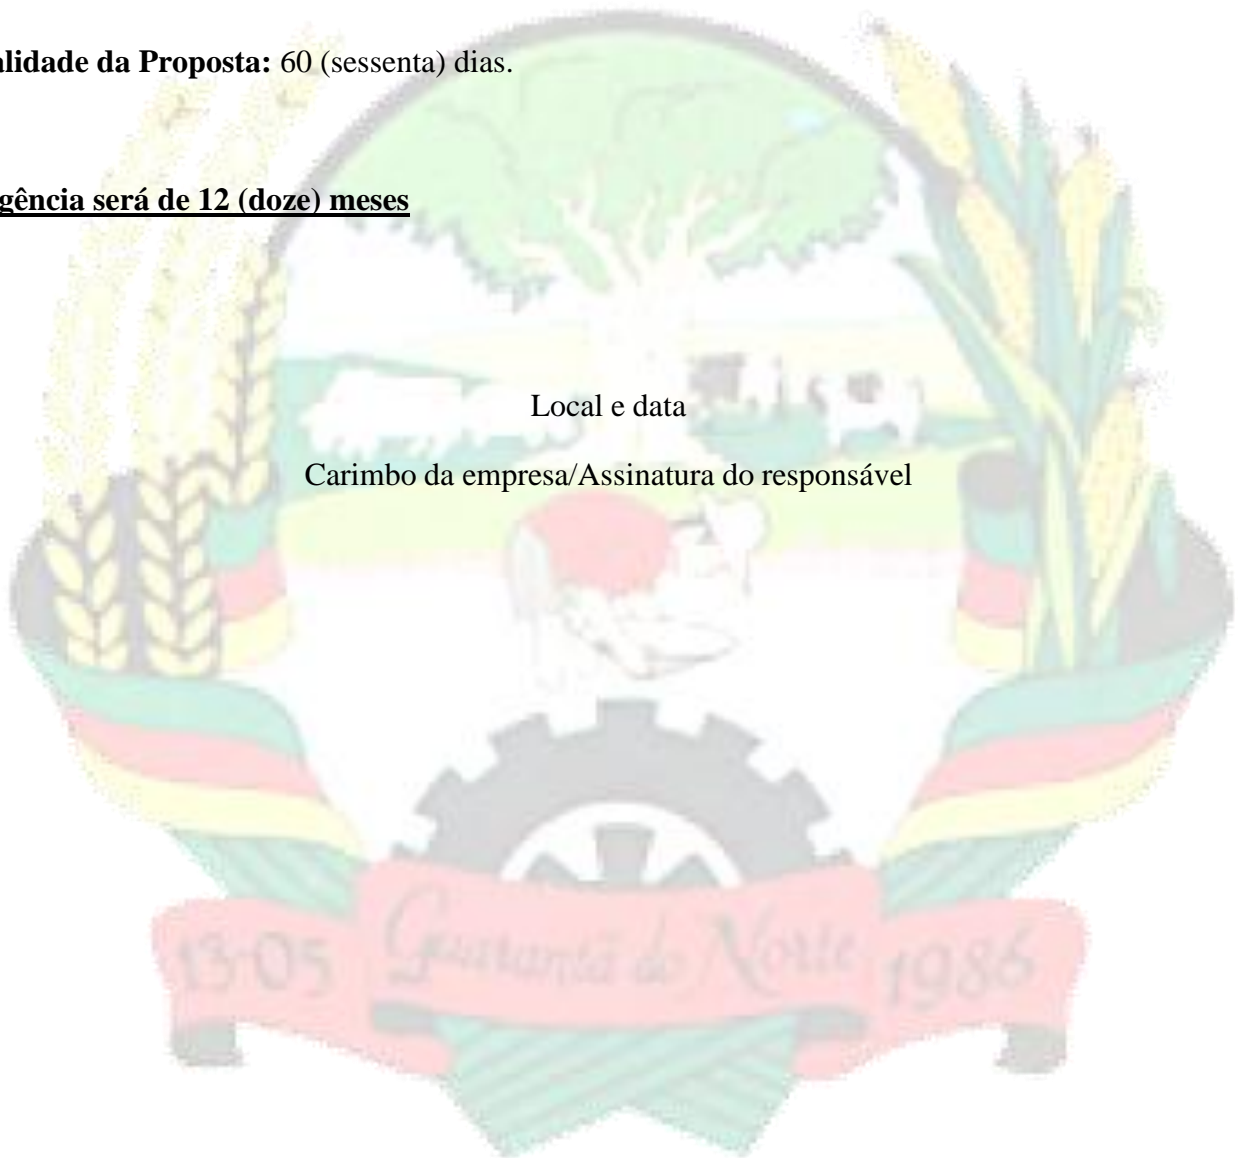 alidade da Proposta: 60 (sessenta) dias.
gência será de 12 (doze) meses
Local e data
Carimbo da empresa/Assinatura do responsável
13-05 Guarantã do Norte 1986